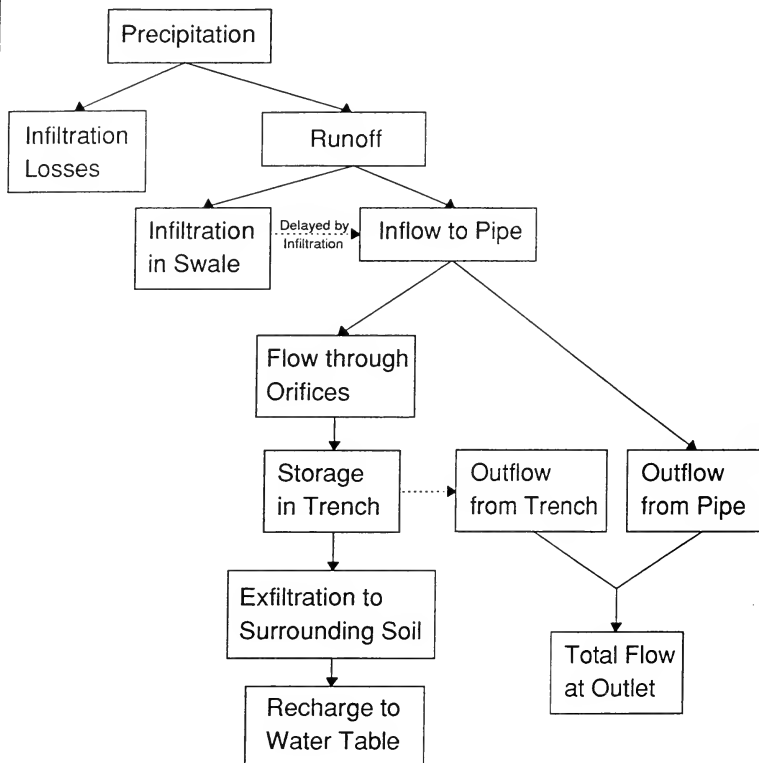 Precipitation
Infiltration
Losses
Runoff
Infiltration
in Swale
Delayed by
Infiltration
Inflow to Pipe
Flow through
Orifices
Storage
in Trench
Outflow
from Trench
Outflow
from Pipe
Exfiltration to
Surrounding Soil
Total Flow
at Outlet
Recharge to
Water Table